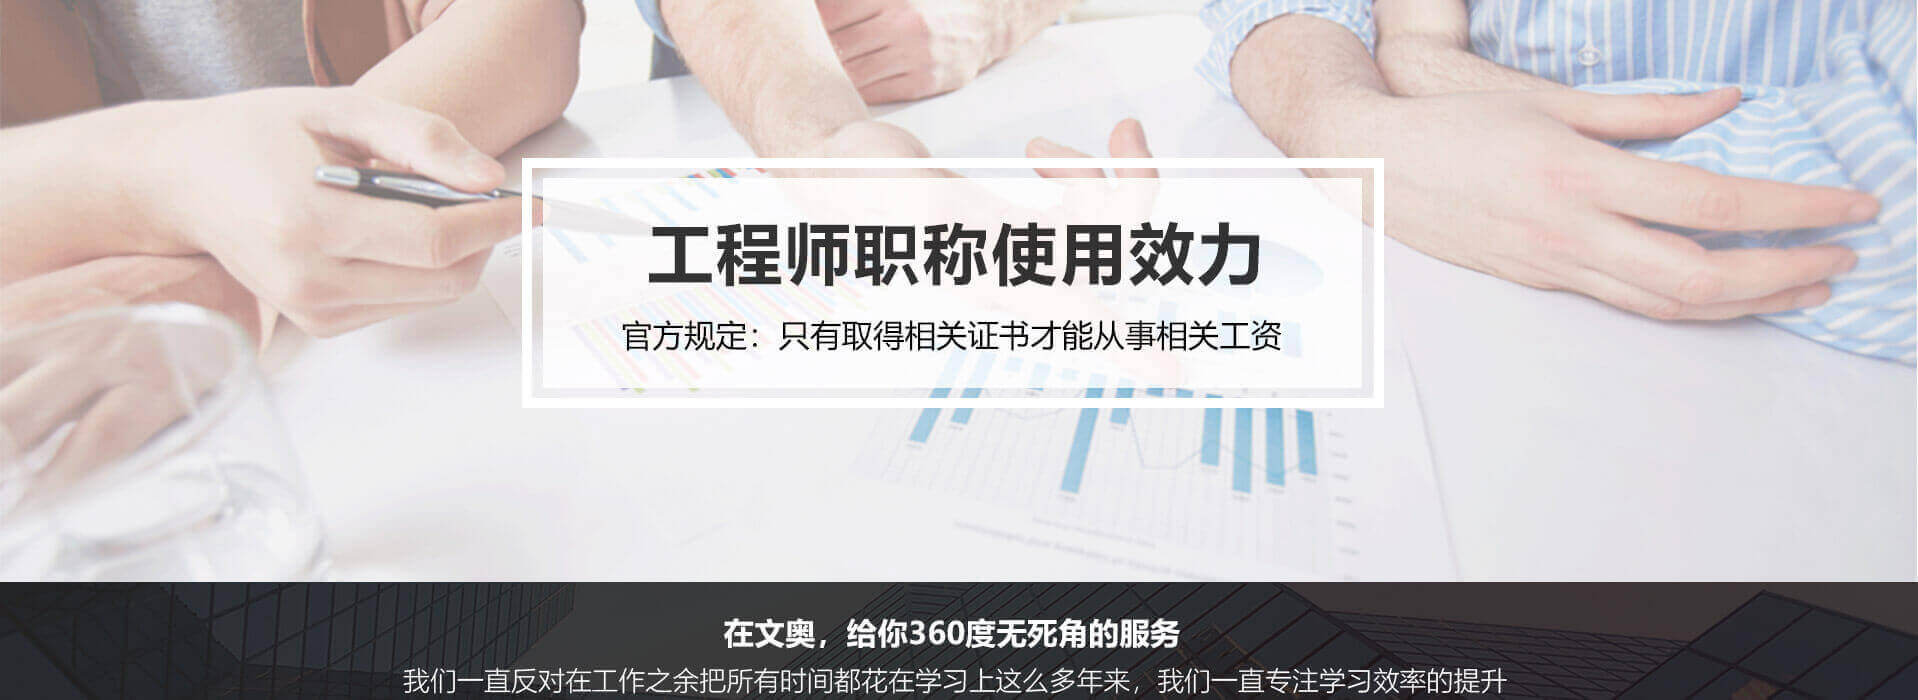 工程师职称使用效力
官方规定：只有取得相关证书才能从事相关工资
在文奥，给你360度无死角的服务
我们一直反对在工作之余把所有时间都花在学习上这么多年来，我们一直专注学习效率的提升